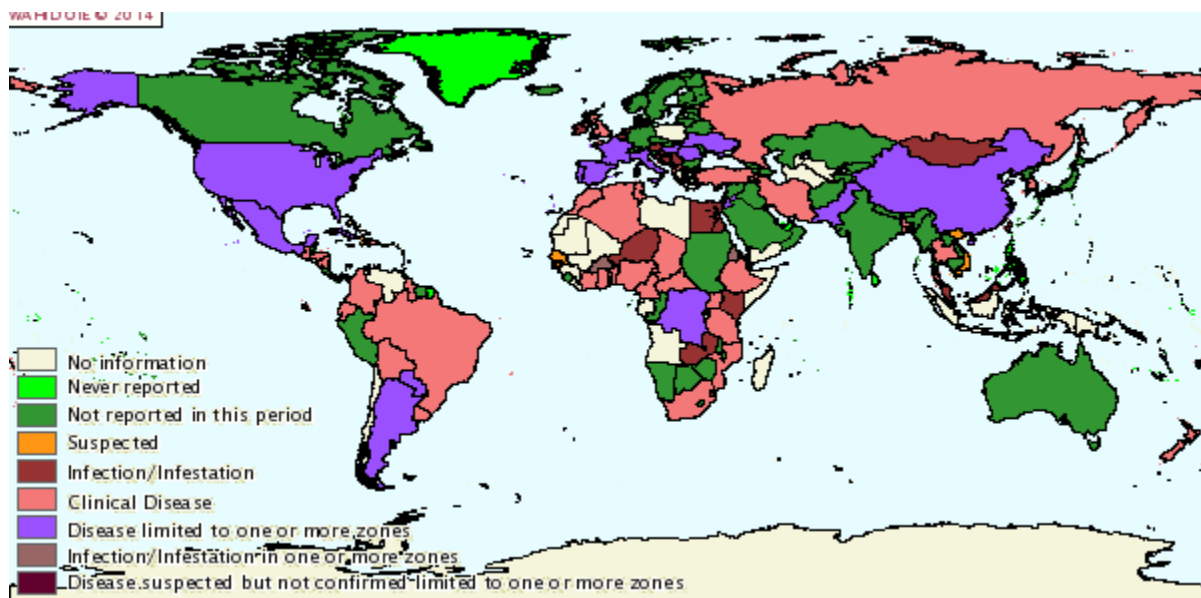 WAHID,OIE © 2014
No information
Never reported
Not reported in this period
Suspected
Infection/Infestation
Clinical Disease
Disease limited to one or more zones
Infection/Infestation in one or more zones
Disease.suspected but not confirmed limited to one or more zones